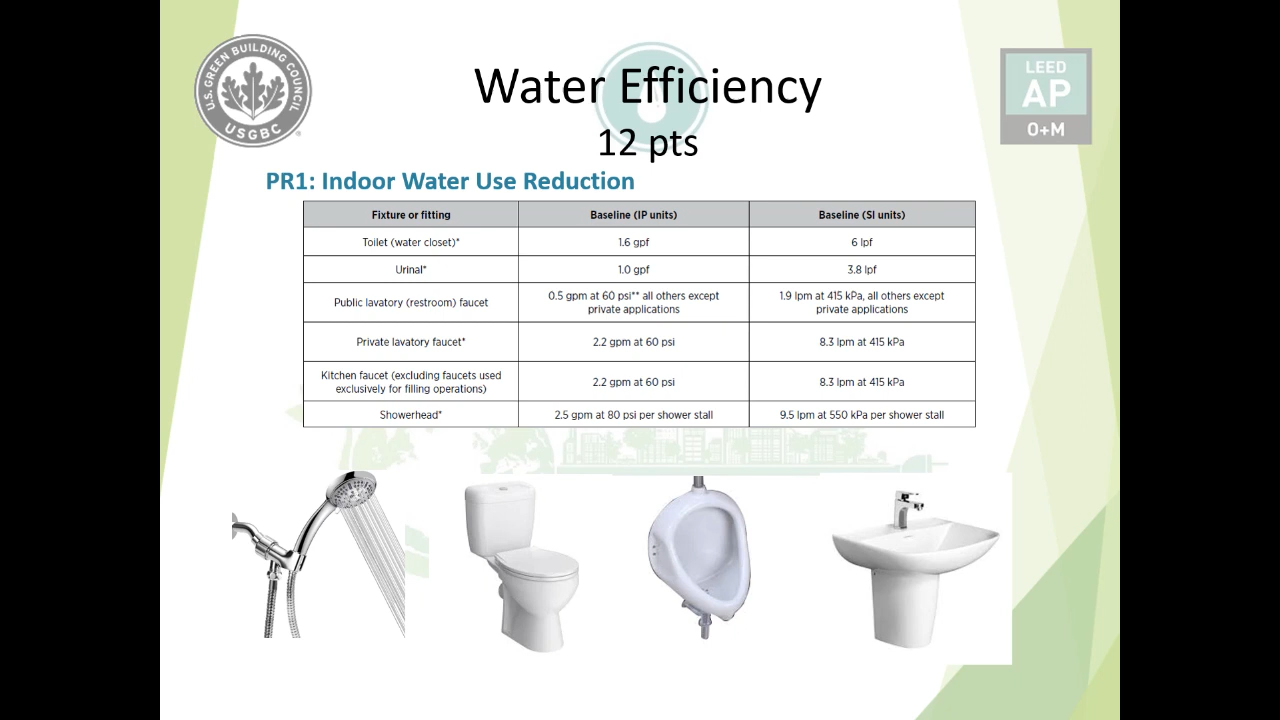 U.S. GREEN BUILDING COUNCIL
USGBC
Water Efficiency
12 pts
LEED
AP
O+M
PR1: Indoor Water Use Reduction
Fixture or fitting Baseline (IP units) Baseline (SI units)
Toilet (water closet)* 1.6 gpf 6 lpf
Urinal* 1.0 gpf 3.8 lpf
Public lavatory (restroom) faucet 0.5 gpm at 60 psi** all others except private applications 1.9 lpm at 415 kPa, all others except private applications
Private lavatory faucet* 2.2 gpm at 60 psi 8.3 lpm at 415 kPa
Kitchen faucet (excluding faucets used exclusively for filling operations) 2.2 gpm at 60 psi 8.3 lpm at 415 kPa
Showerhead* 2.5 gpm at 80 psi per shower stall 9.5 lpm at 550 kPa per shower stall